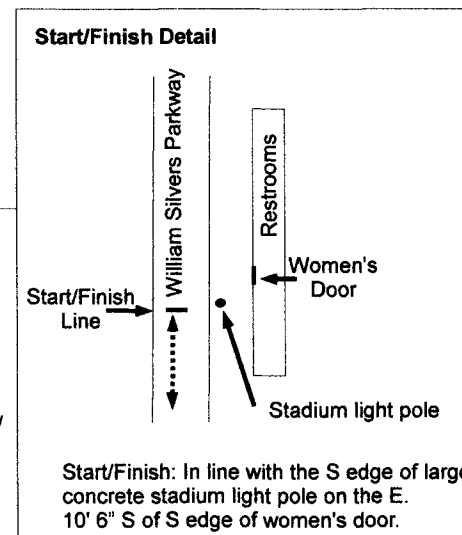 Start/Finish Detail
William Silvers Parkway
Restrooms
Women's
Door
Start/Finish
Line
Stadium light pole
Start/Finish: In line with the S edge of large
concrete stadium light pole on the E.
10' 6" S of S edge of women's door.